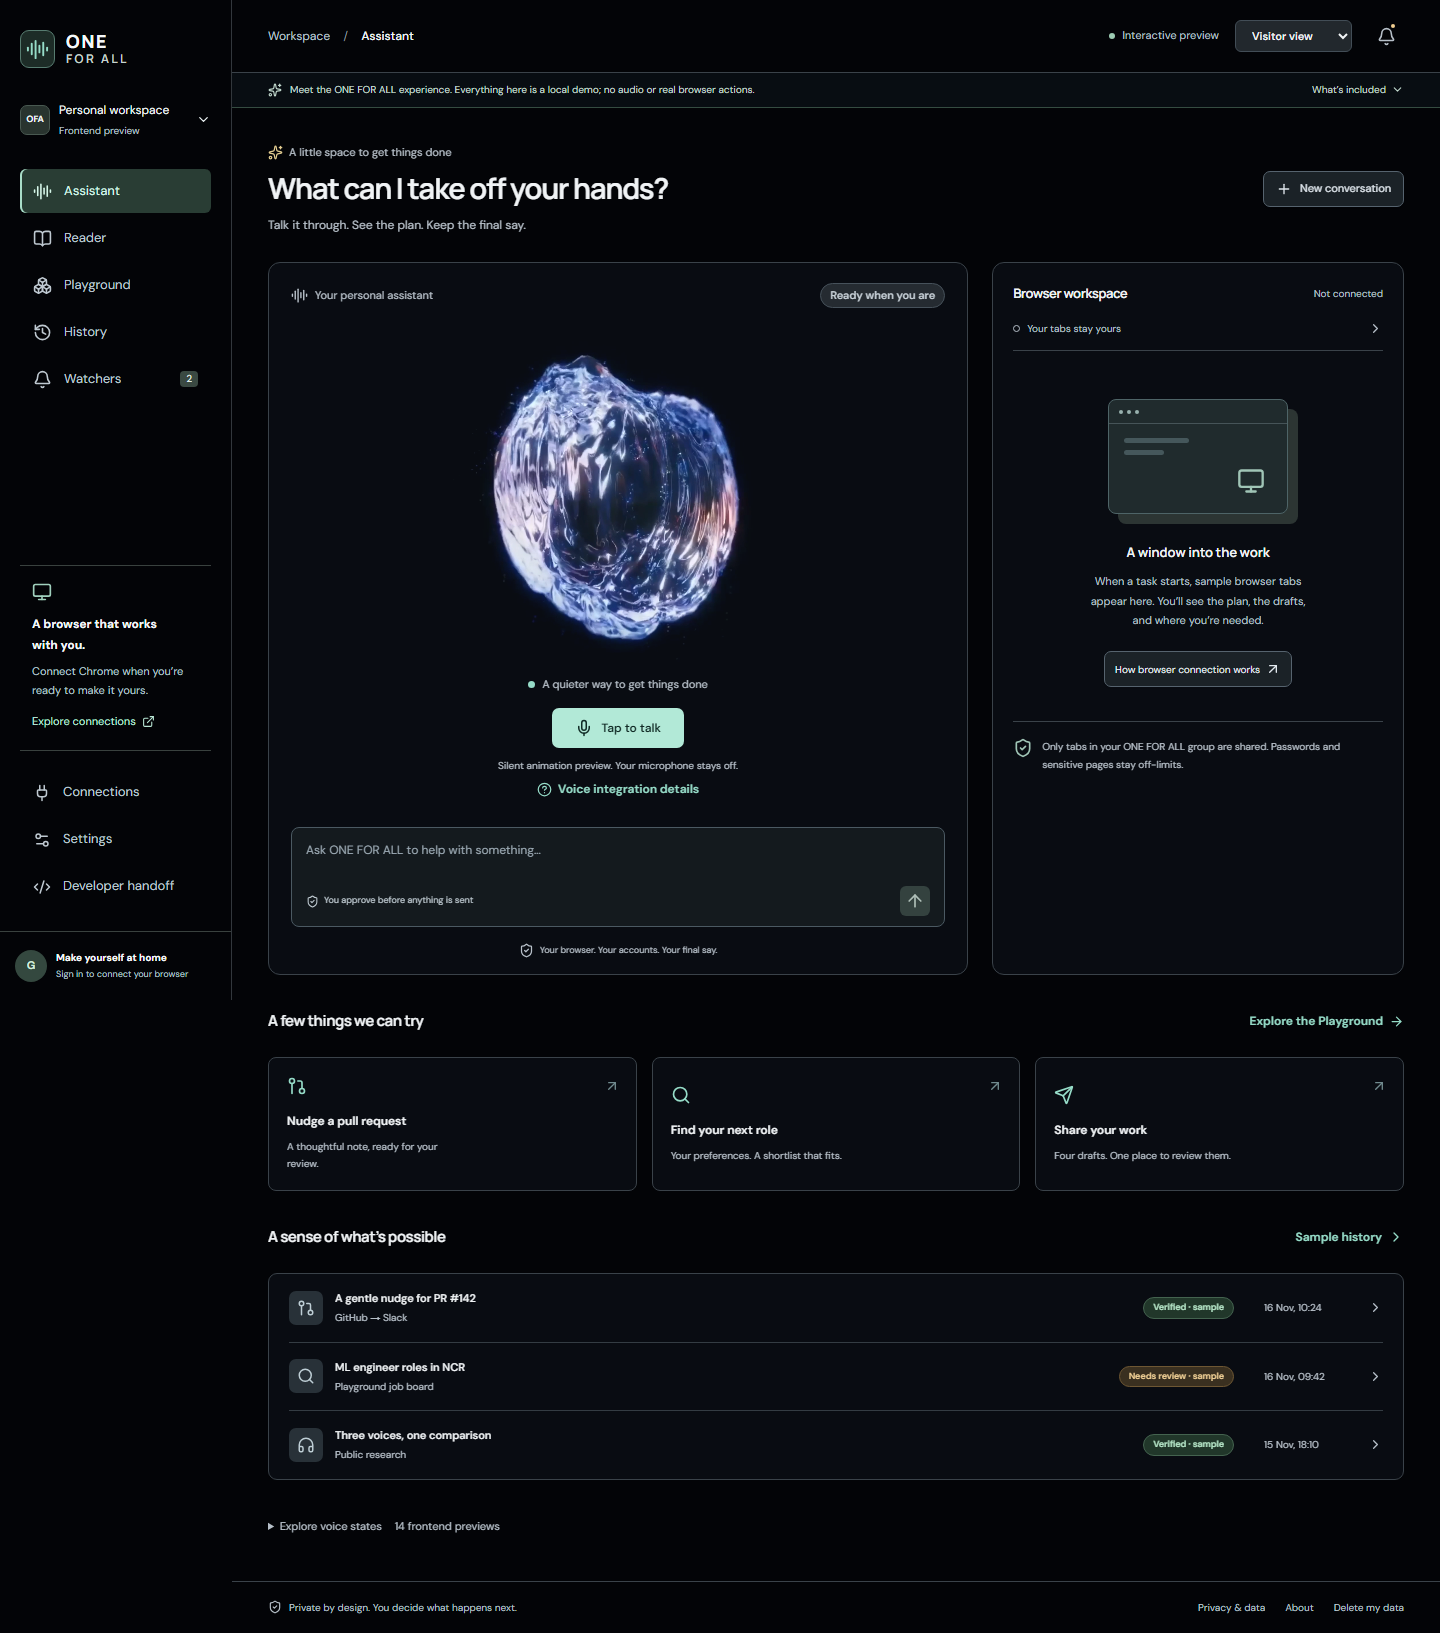 ONE
FOR ALL
OFA
Personal workspace
Frontend preview
Assistant
Reader
Playground
History
Watchers 2
A browser that works
with you.
Connect Chrome when you're
ready to make it yours.
Explore connections
Connections
Settings
Developer handoff
G
Make yourself at home
Sign in to connect your browser
Workspace / Assistant
Interactive preview
Visitor view
Meet the ONE FOR ALL experience. Everything here is a local demo; no audio or real browser actions.
What's included
A little space to get things done
What can I take off your hands?
Talk it through. See the plan. Keep the final say.
New conversation
Your personal assistant
Ready when you are
A quieter way to get things done
Tap to talk
Silent animation preview. Your microphone stays off.
Voice integration details
Ask ONE FOR ALL to help with something…
You approve before anything is sent
Your browser. Your accounts. Your final say.
Browser workspace
Not connected
Your tabs stay yours
A window into the work
When a task starts, sample browser tabs
appear here. You'll see the plan, the drafts,
and where you're needed.
How browser connection works
Only tabs in your ONE FOR ALL group are shared. Passwords and
sensitive pages stay off-limits.
A few things we can try
Explore the Playground
Nudge a pull request
A thoughtful note, ready for your
review.
Find your next role
Your preferences. A shortlist that fits.
Share your work
Four drafts. One place to review them.
A sense of what's possible
Sample history
A gentle nudge for PR #142
GitHub → Slack
Verified · sample
16 Nov, 10:24
ML engineer roles in NCR
Playground job board
Needs review · sample
16 Nov, 09:42
Three voices, one comparison
Public research
Verified · sample
15 Nov, 18:10
Explore voice states 14 frontend previews
Private by design. You decide what happens next.
Privacy & data
About
Delete my data